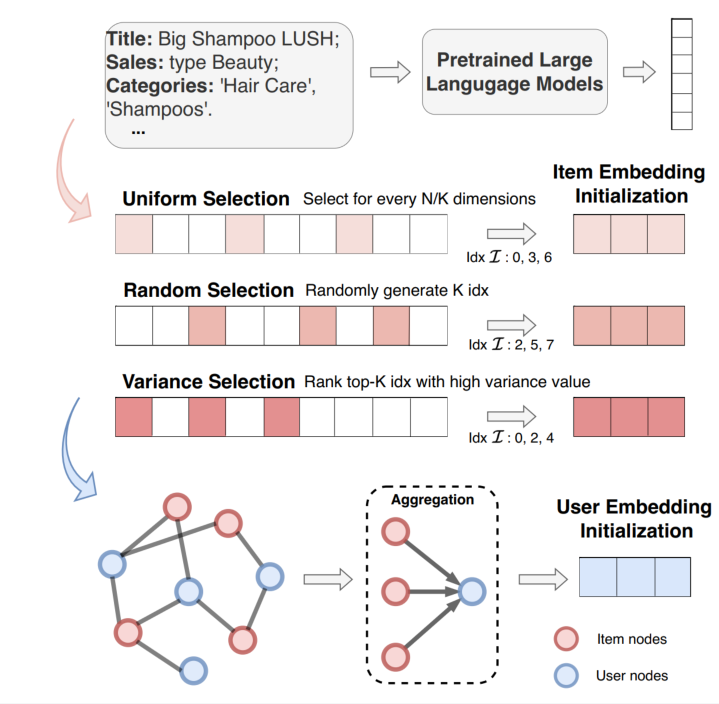 Title: Big Shampoo LUSH;
Sales: type Beauty;
Categories: 'Hair Care',
'Shampoos'.
...
Pretrained Large
Langugage Models
Item Embedding
Initialization
Uniform Selection Select for every N/K dimensions
Idx I : 0, 3, 6
Random Selection Randomly generate K idx
Idx I : 2, 5, 7
Variance Selection Rank top-K idx with high variance value
Idx I : 0, 2, 4
Aggregation
User Embedding
Initialization
Item nodes
User nodes